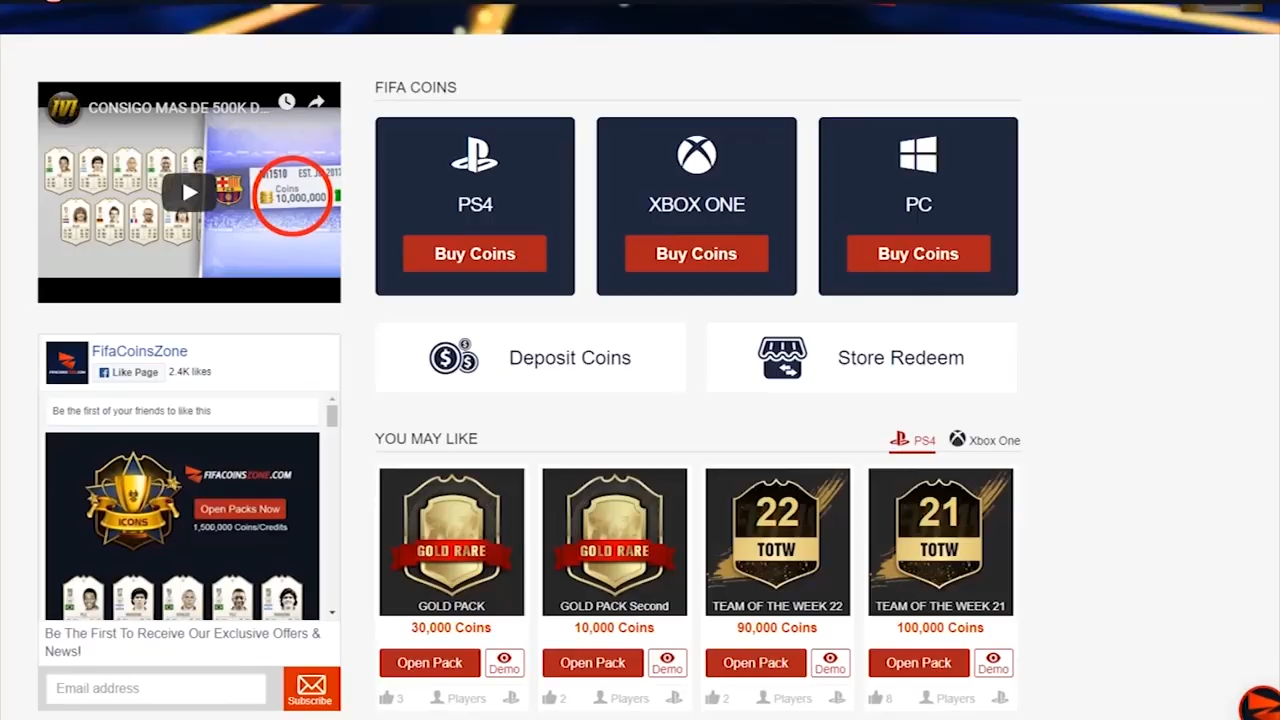 CONSIGO MAS DE 500K D...
Coins
10,000,000
FIFA COINS
PS4
XBOX ONE
PC
Buy Coins
Buy Coins
Buy Coins
Deposit Coins
Store Redeem
FifaCoinsZone
Like Page
2.4K likes
Be the first of your friends to like this
FIFACOINSZONE.COM
Open Packs Now
1,500,000 Coins/Credits
ICONS
Be The First To Receive Our Exclusive Offers &
News!
Email address
Subscribe
YOU MAY LIKE
PS4
Xbox One
GOLD RARE
GOLD PACK
30,000 Coins
Open Pack
Demo
3
Players
GOLD RARE
GOLD PACK Second
10,000 Coins
Open Pack
Demo
2
Players
22
TOTW
TEAM OF THE WEEK 22
90,000 Coins
Open Pack
Demo
2
Players
21
TOTW
TEAM OF THE WEEK 21
100,000 Coins
Open Pack
Demo
8
Players